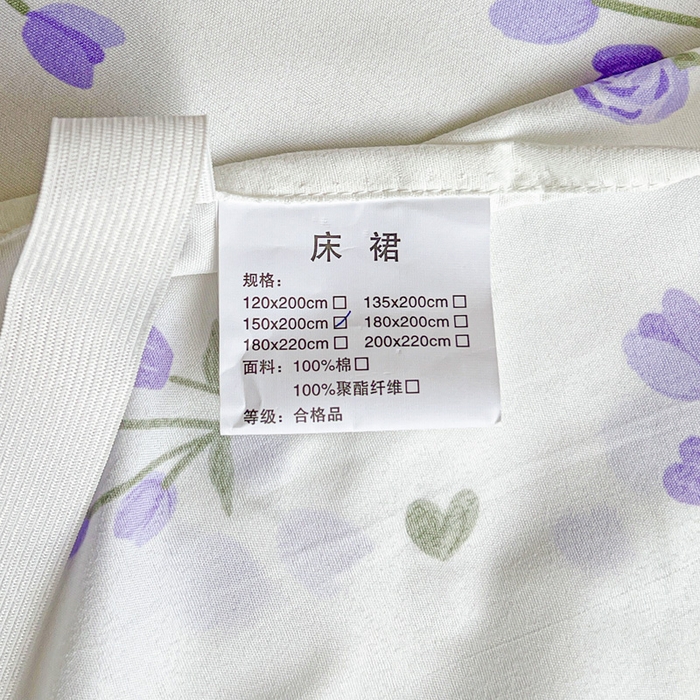 床 裙
规格：
120x200cm□ 135x200cm□
150x200cm☑ 180x200cm□
180x220cm□ 200x220cm□
面料：100%棉□
100%聚酯纤维□
等级：合格品